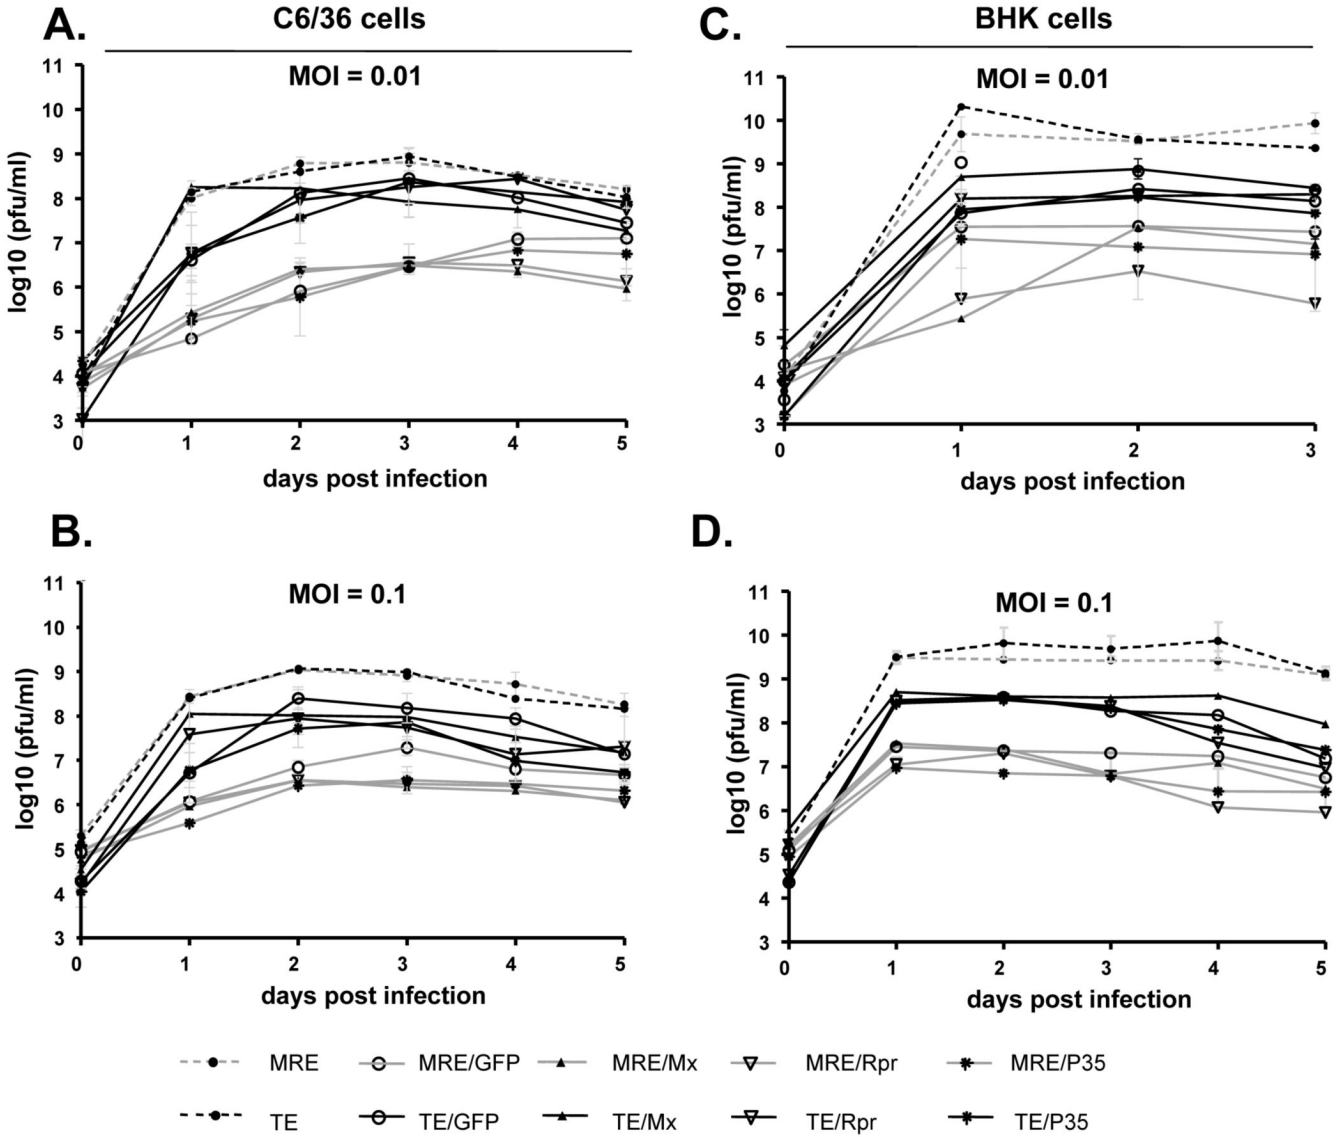 A.
C6/36 cells
MOI = 0.01
11
10
9
8
7
6
5
4
3
log10 (pfu/ml)
0 1 2 3 4 5
days post infection
C.
BHK cells
MOI = 0.01
11
10
9
8
7
6
5
4
3
log10 (pfu/ml)
0 1 2 3
days post infection
B.
MOI = 0.1
11
10
9
8
7
6
5
4
3
log10 (pfu/ml)
0 1 2 3 4 5
days post infection
D.
MOI = 0.1
11
10
9
8
7
6
5
4
3
log10 (pfu/ml)
0 1 2 3 4 5
days post infection
MRE MRE/GFP MRE/Mx MRE/Rpr MRE/P35
TE TE/GFP TE/Mx TE/Rpr TE/P35